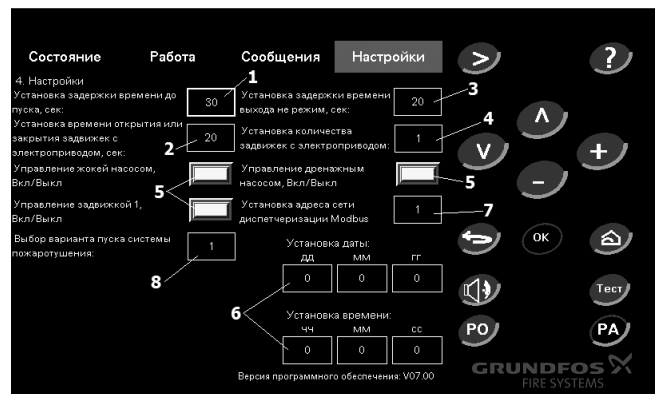 Состояние Работа Сообщения Настройки > ?
4. Настройки
1
Установка задержки времени до
пуска, сек:
30
Установка задержки времени
выхода не режим, сек:
20
3
Установка времени открытия или
закрытия задвижек с
электроприводом, сек:
20
2
Установка количества
задвижек с электроприводом:
1
4
Λ
V
+
-
Управление жокей насосом,
Вкл/Выкл
5
Управление дренажным
насосом, Вкл/Выкл
5
Управление задвижкой 1,
Вкл/Выкл
Установка адреса сети
диспетчеризации Modbus
1
7
OK
Выбор варианта пуска системы
пожаротушения:
1
8
Установка даты:
ДД ММ ГГ
0 0 0
6
Тест
Установка времени:
ЧЧ ММ СС
0 0 0
РО РА
Версия программного обеспечения: V07.00
GRUNDFOS
FIRE SYSTEMS